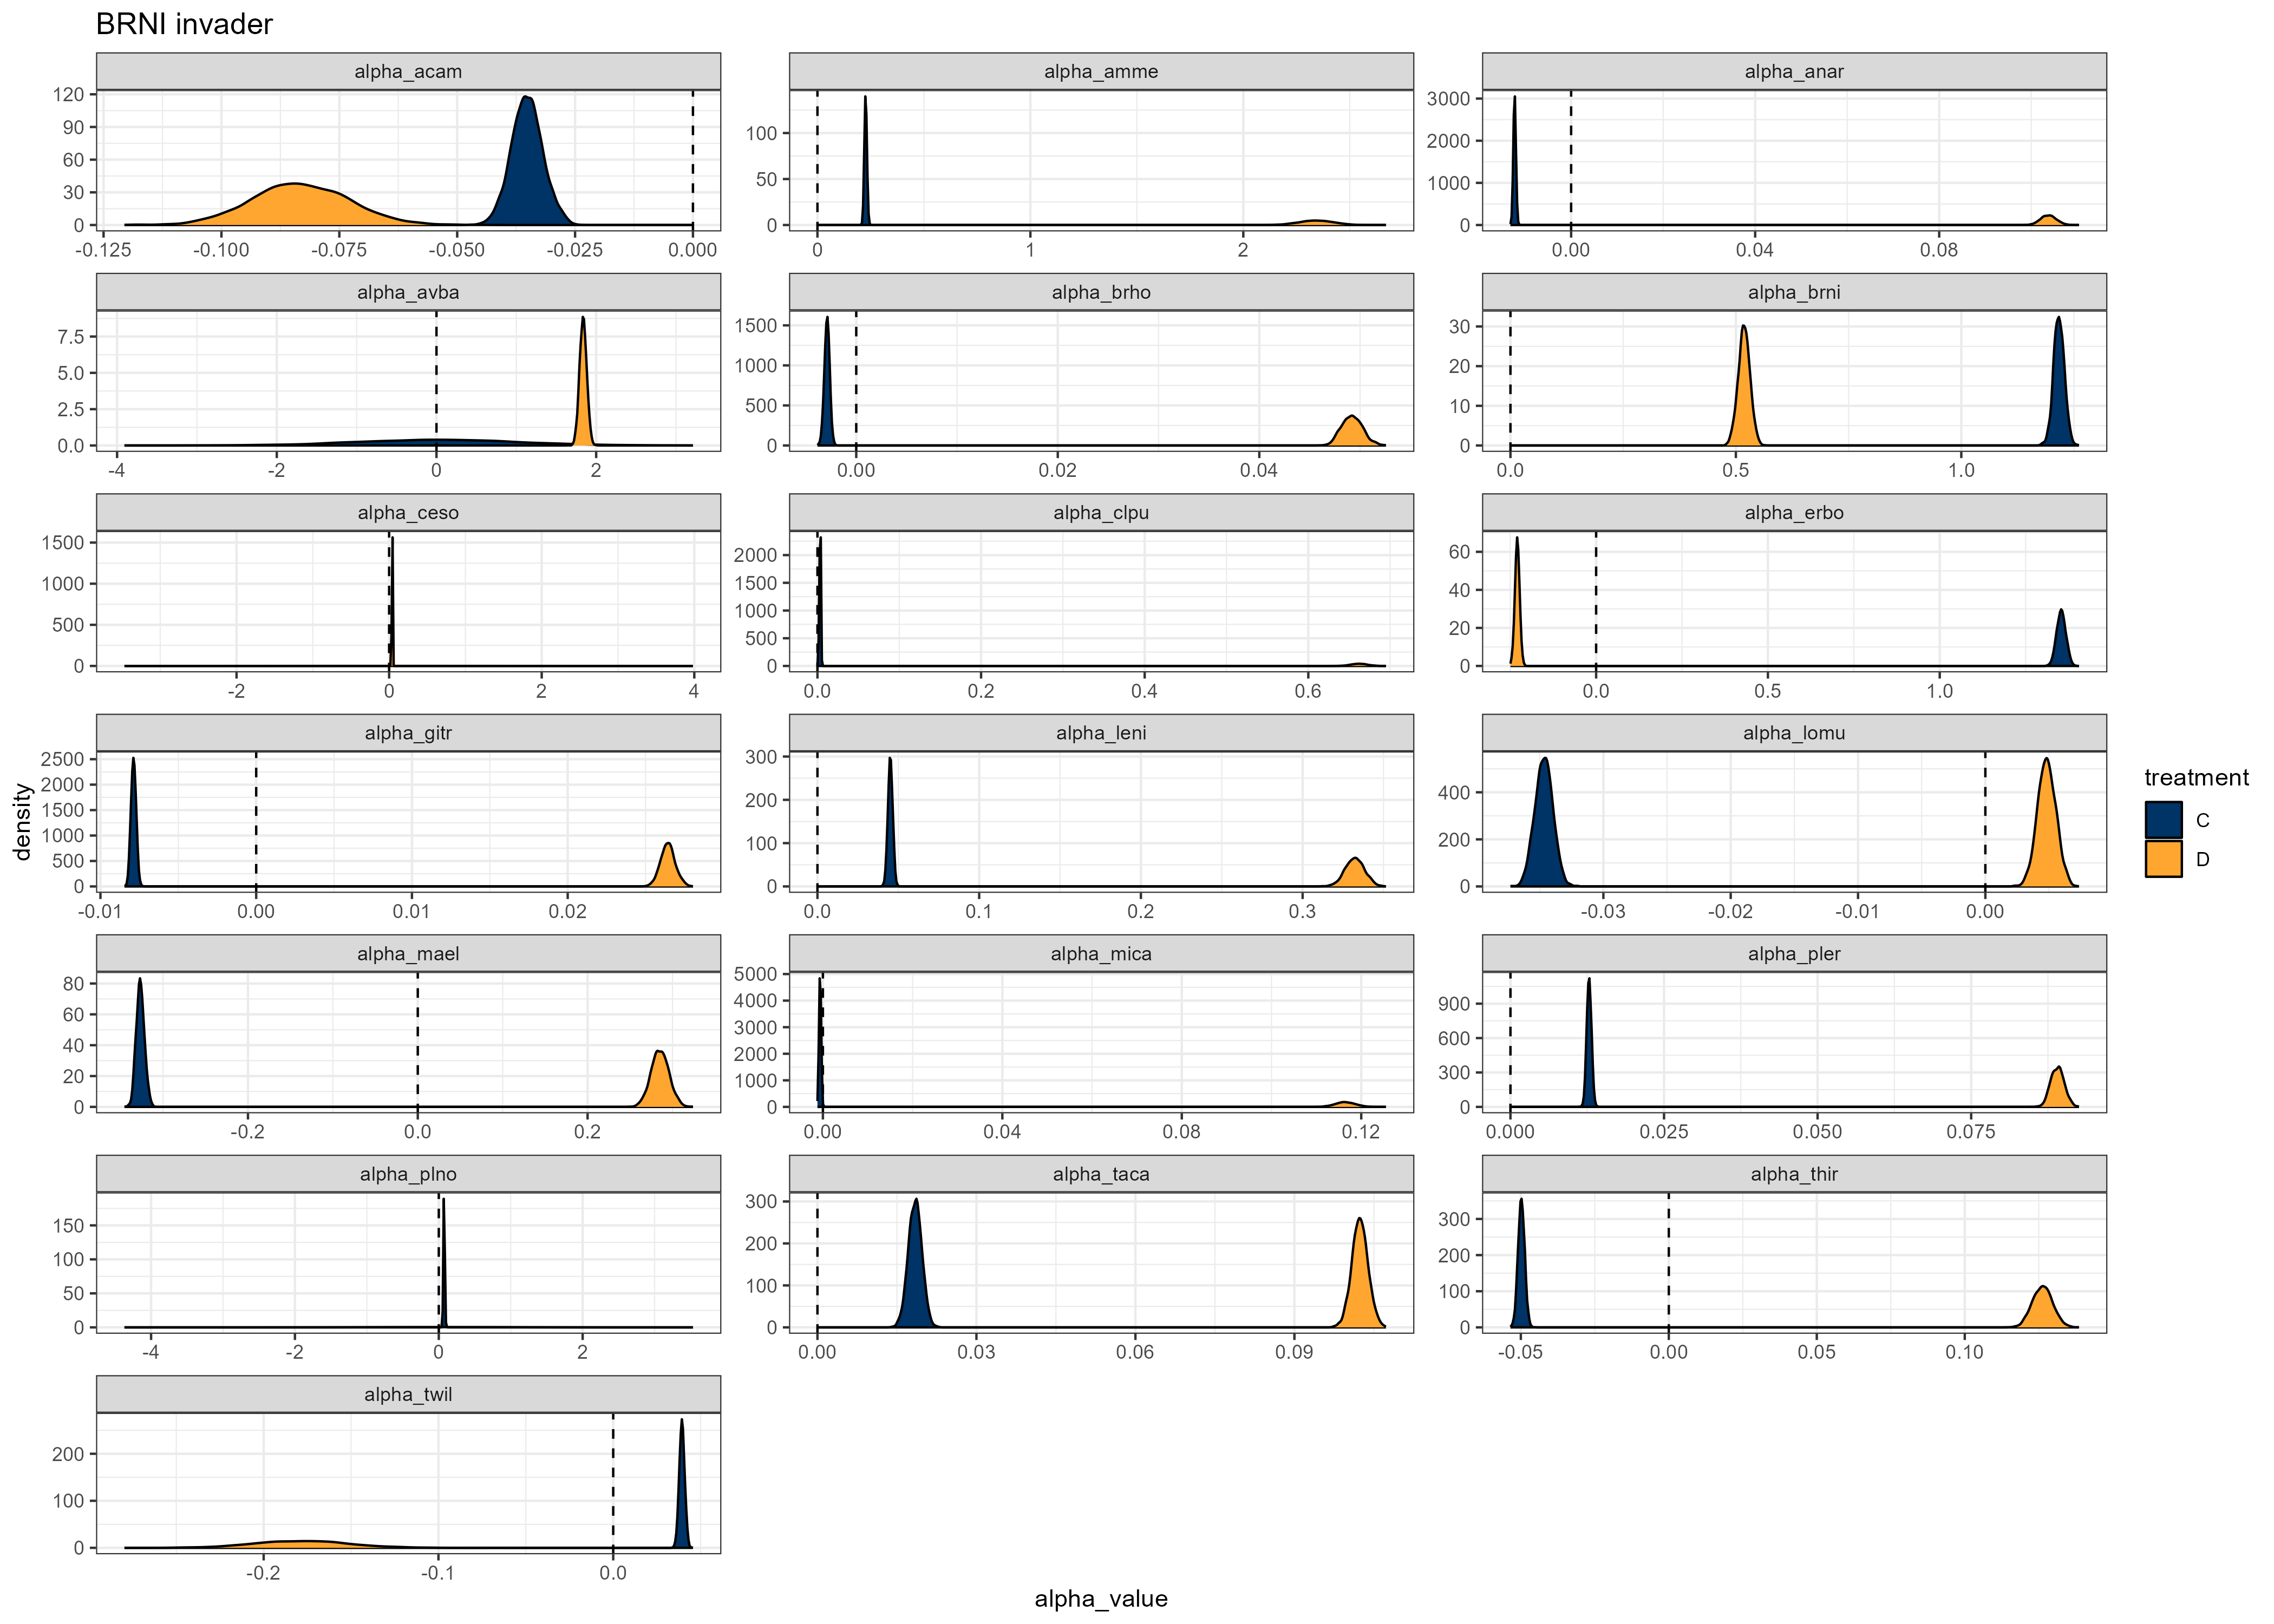 BRNI invader
alpha_acam
alpha_amme
alpha_anar
120
90
60
30
0
-0.125 -0.100 -0.075 -0.050 -0.025 0.000
100
50
0
0 1 2
3000
2000
1000
0
0.00 0.04 0.08
alpha_avba
alpha_brho
alpha_brni
7.5
5.0
2.5
0.0
-4 -2 0 2
1500
1000
500
0
0.00 0.02 0.04
30
20
10
0
0.0 0.5 1.0
alpha_ceso
alpha_clpu
alpha_erbo
1500
1000
500
0
-2 0 2 4
2000
1500
1000
500
0
0.0 0.2 0.4 0.6
60
40
20
0
0.0 0.5 1.0
alpha_gitr
alpha_leni
alpha_lomu
2500
2000
1500
1000
500
0
-0.01 0.00 0.01 0.02
300
200
100
0
0.0 0.1 0.2 0.3
400
200
0
-0.03 -0.02 -0.01 0.00
alpha_mael
alpha_mica
alpha_pler
80
60
40
20
0
-0.2 0.0 0.2
5000
4000
3000
2000
1000
0
0.00 0.04 0.08 0.12
900
600
300
0
0.000 0.025 0.050 0.075
alpha_plno
alpha_taca
alpha_thir
150
100
50
0
-4 -2 0 2
300
200
100
0
0.00 0.03 0.06 0.09
300
200
100
0
-0.05 0.00 0.05 0.10
alpha_twil
200
100
0
-0.2 -0.1 0.0
density
alpha_value
treatment
C
D